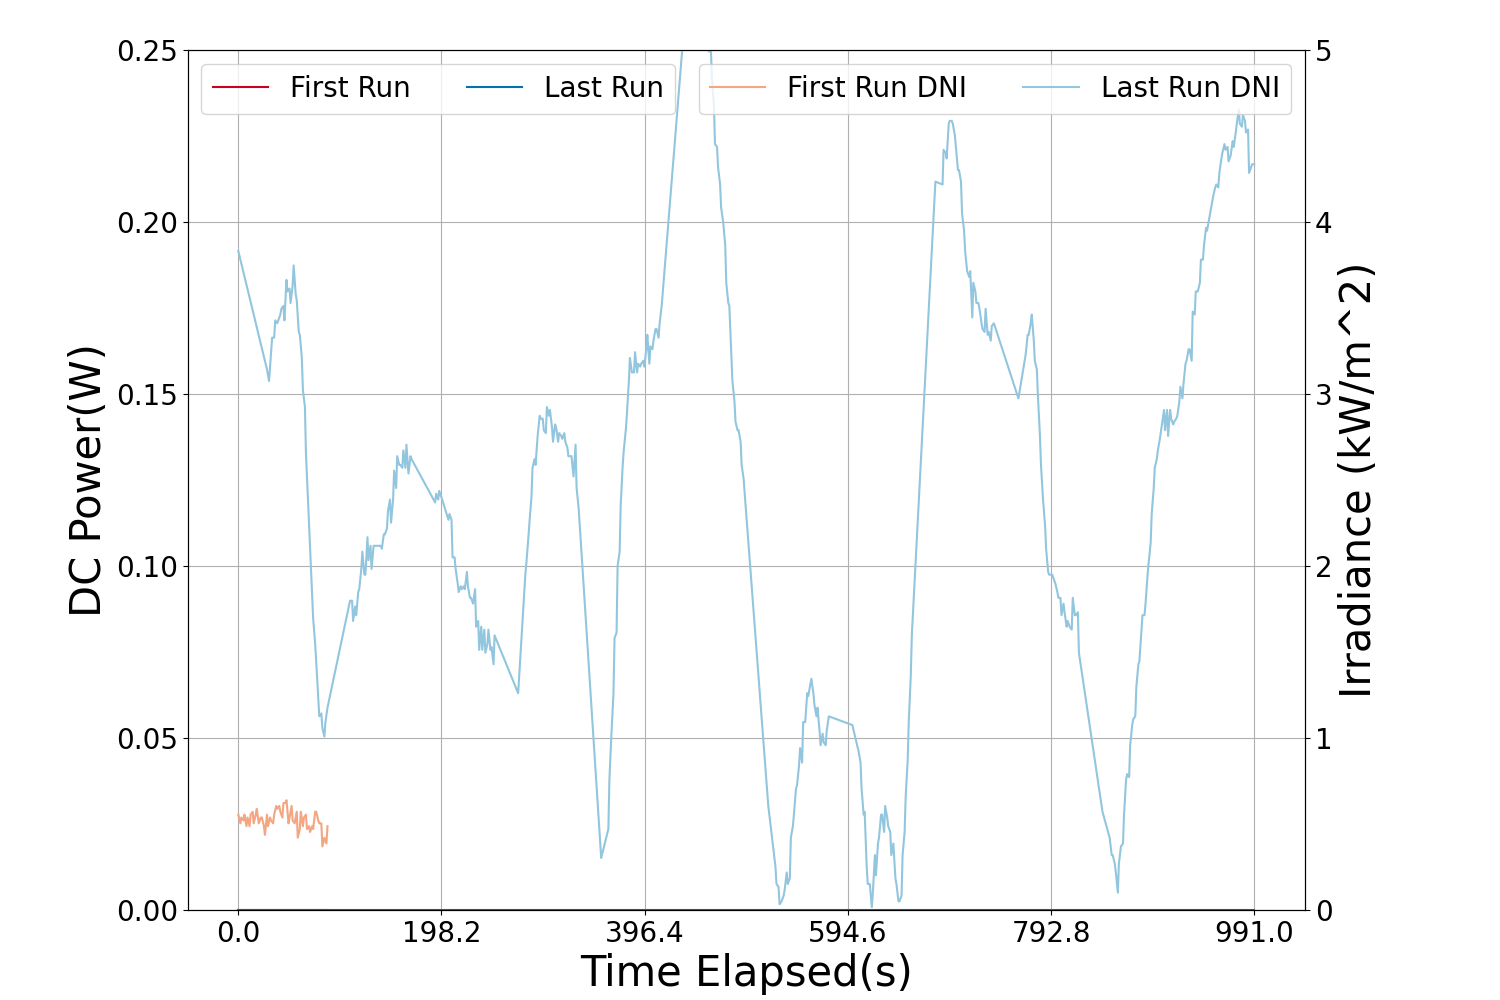 First Run
Last Run
First Run DNI
Last Run DNI
DC Power(W)
0.25
0.20
0.15
0.10
0.05
0.00
5
4
3
2
1
0
Irradiance (kW/m^2)
0.0 198.2 396.4 594.6 792.8 991.0
Time Elapsed(s)